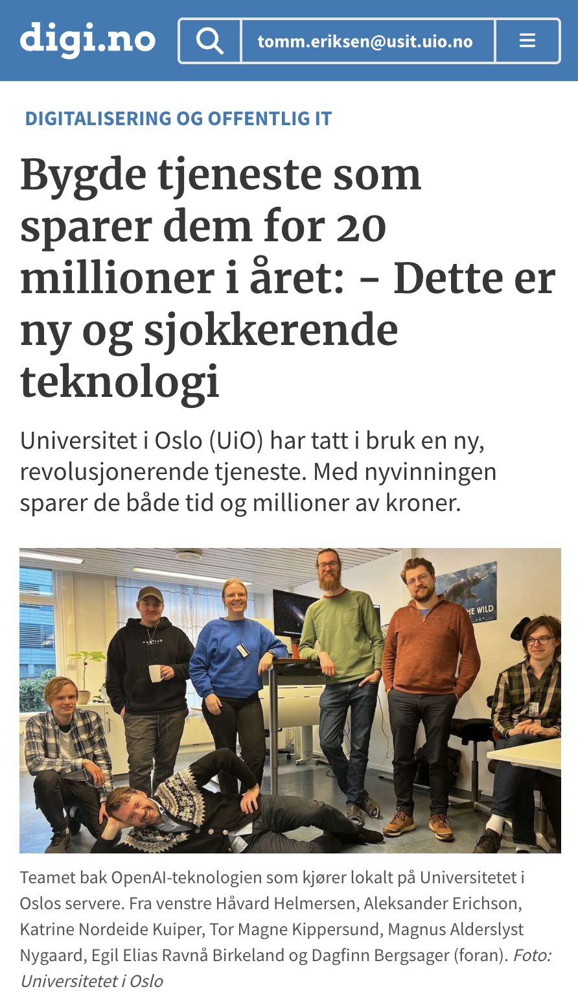 digi.no
tomm.eriksen@usit.uio.no
DIGITALISERING OG OFFENTLIG IT
Bygde tjeneste som
sparer dem for 20
millioner i året: – Dette er
ny og sjokkerende
teknologi
Universitet i Oslo (UiO) har tatt i bruk en ny,
revolusjonerende tjeneste. Med nyvinningen
sparer de både tid og millioner av kroner.
HE WILD
Teamet bak OpenAI-teknologien som kjører lokalt på Universitetet i
Oslos servere. Fra venstre Håvard Helmersen, Aleksander Erichson,
Katrine Nordeide Kuiper, Tor Magne Kippersund, Magnus Alderslyst
Nygaard, Egil Elias Ravnå Birkeland og Dagfinn Bergsager (foran). Foto:
Universitetet i Oslo